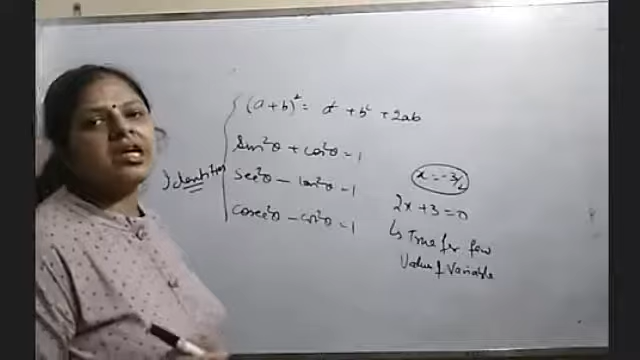 (a+b)² = a² + b² + 2ab
Sin²θ + cos²θ = 1
Identities
sec²θ - tan²θ = 1
cosec²θ - cot²θ = 1
x = -3/2
2x + 3 = 0
↳ True for few
Value of Variable